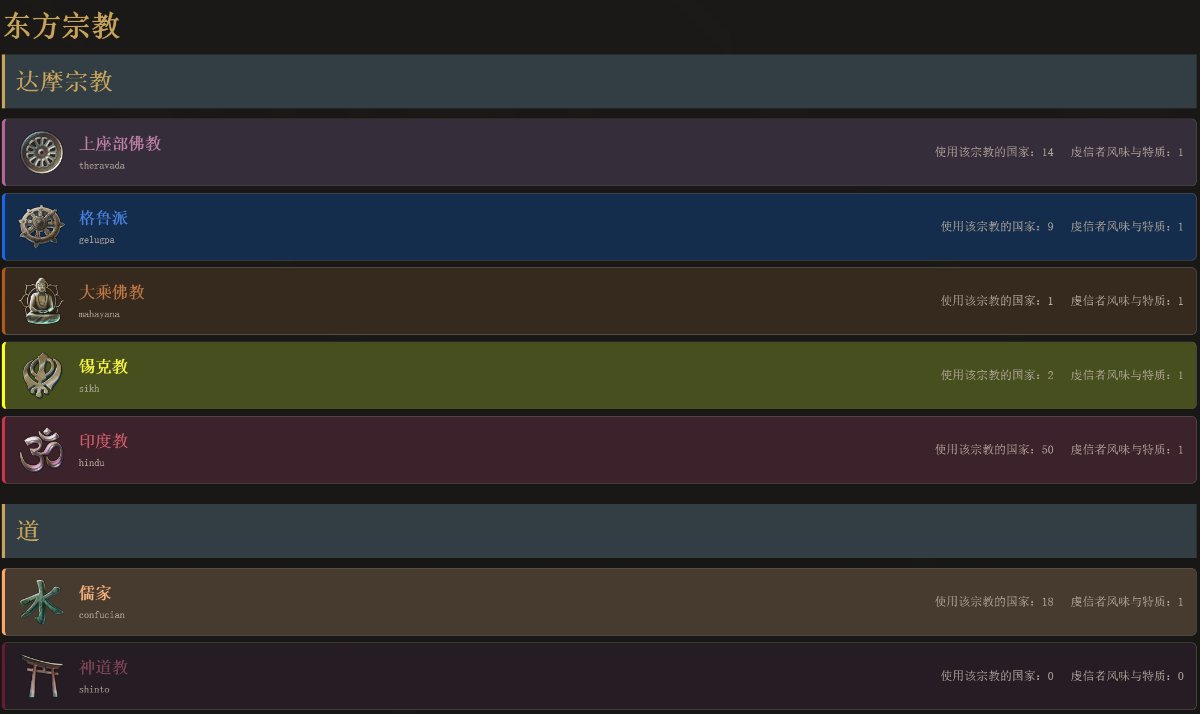 东方宗教
达摩宗教
上座部佛教
theravada
使用该宗教的国家: 14 虔信者风味与特质: 1
格鲁派
gelugpa
使用该宗教的国家: 9 虔信者风味与特质: 1
大乘佛教
mahayana
使用该宗教的国家: 1 虔信者风味与特质: 1
锡克教
sikh
使用该宗教的国家: 2 虔信者风味与特质: 1
印度教
hindu
使用该宗教的国家: 50 虔信者风味与特质: 1
道
儒家
confucian
使用该宗教的国家: 18 虔信者风味与特质: 1
神道教
shinto
使用该宗教的国家: 0 虔信者风味与特质: 0